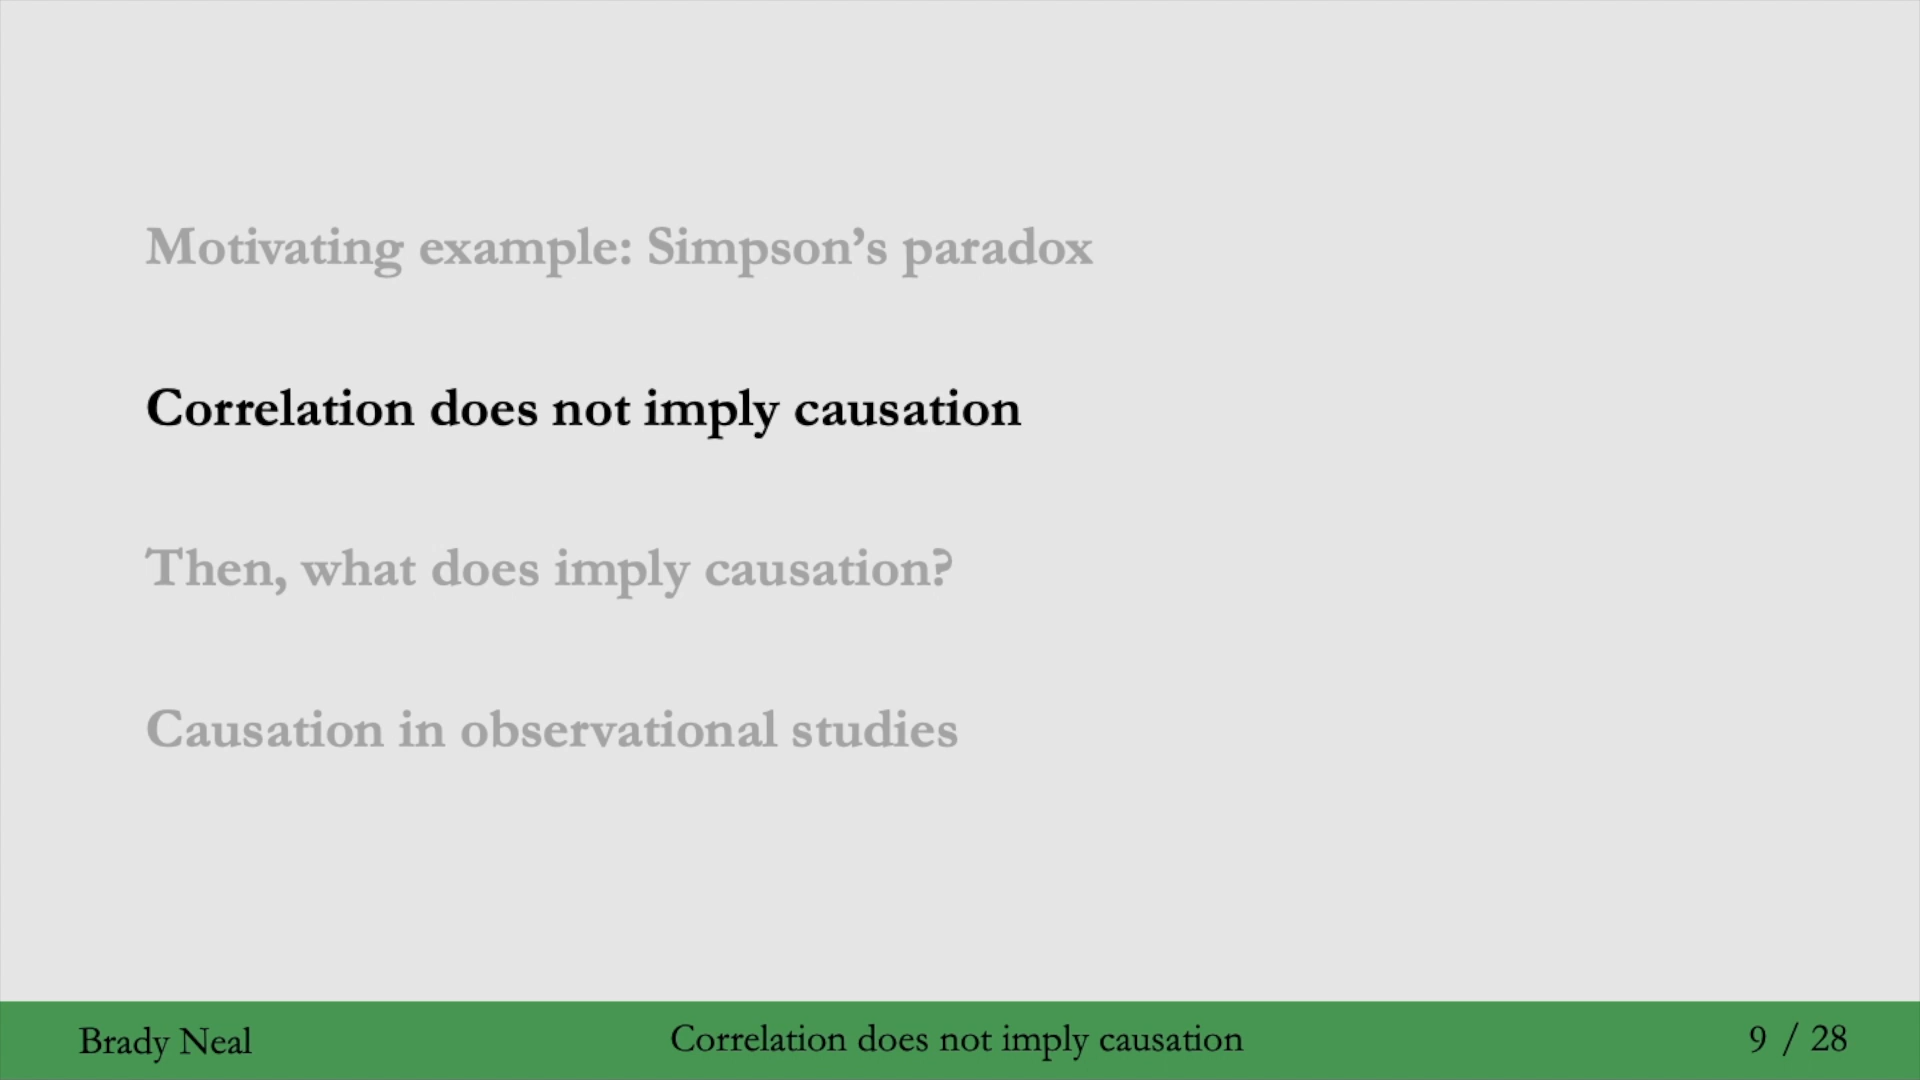 Motivating example: Simpson’s paradox
Correlation does not imply causation
Then, what does imply causation?
Causation in observational studies
Brady Neal
Correlation does not imply causation
9 / 28